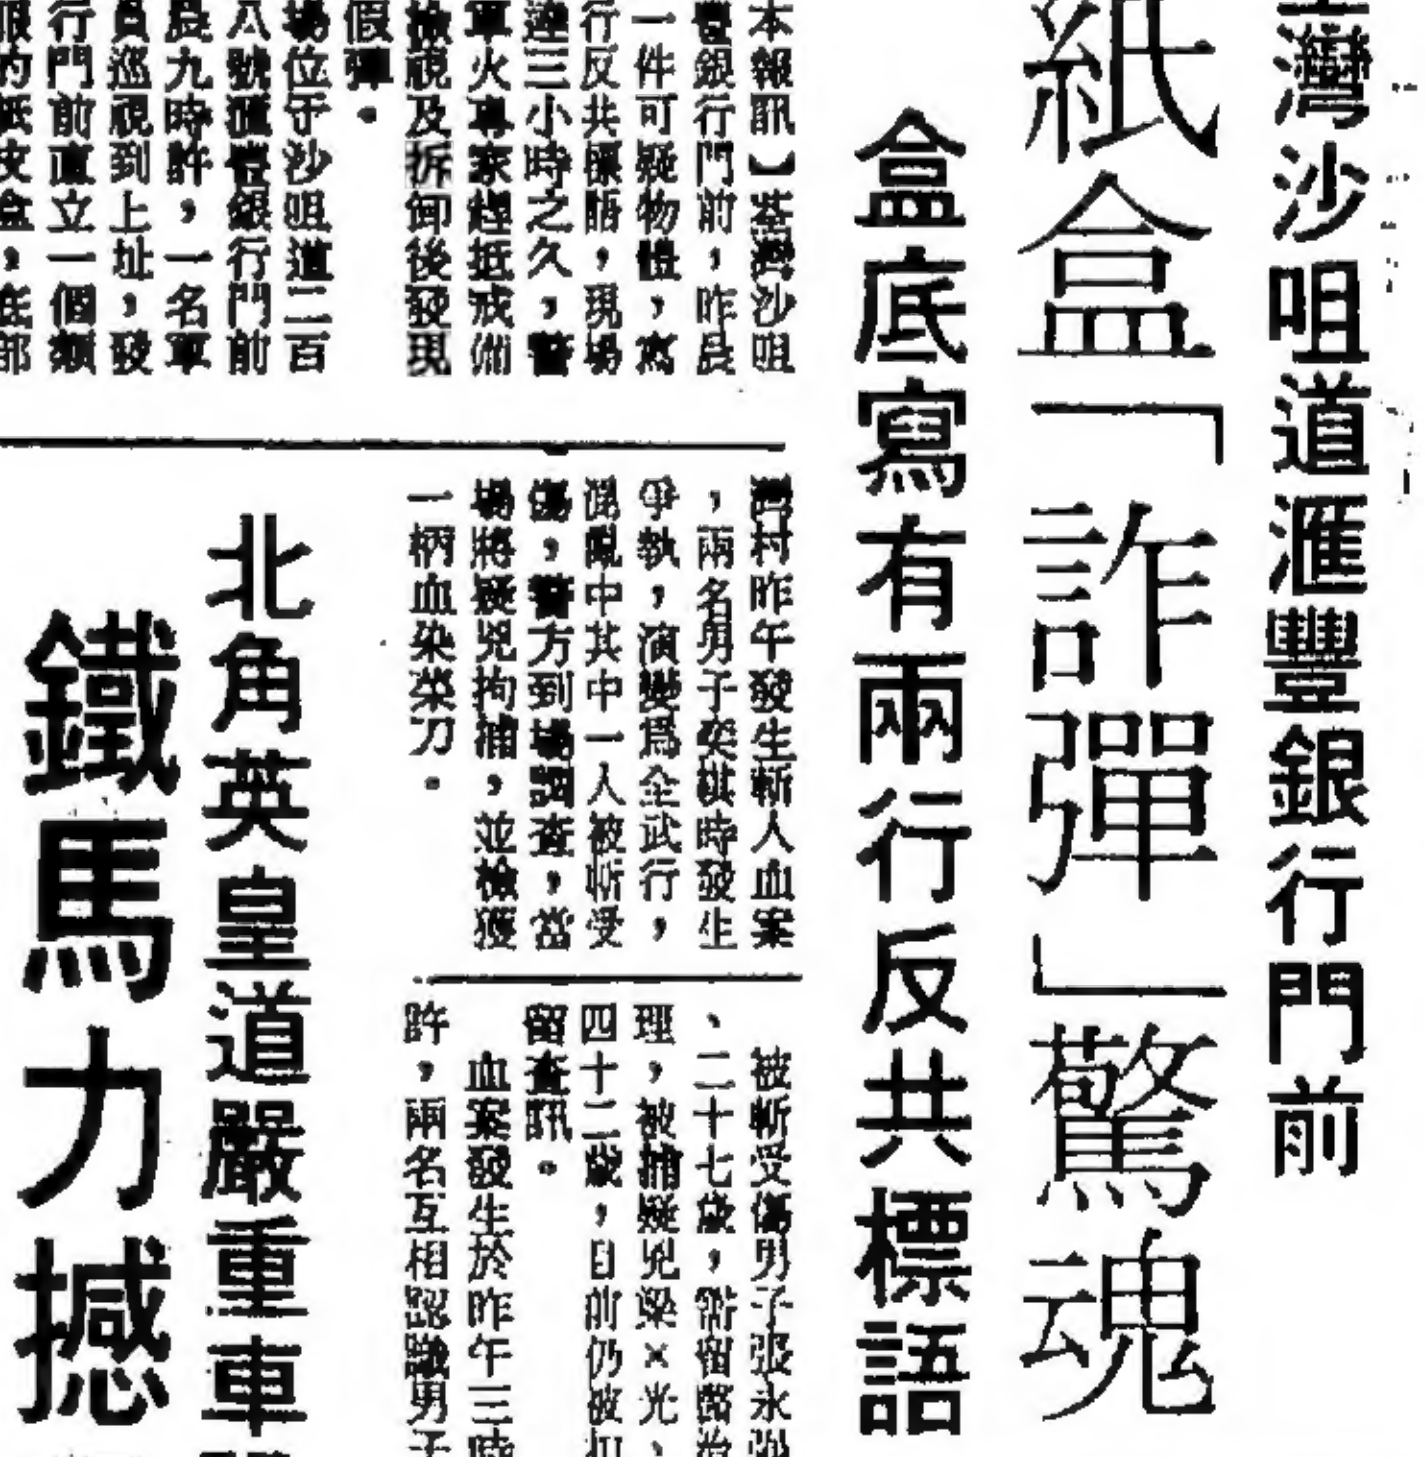 灣沙咀道滙豐銀行門前
紙盒「詐彈」驚魂
盒底寫有兩行反共標語
本報訊】荃灣沙咀
豐銀行門前，昨晨
一件可疑物體，寫
行反共標語，現場
達三小時之久，警
軍火專家趕抵戒備
檢視及拆卸後發現
假彈。
場位于沙咀道二百
八號滙豐銀行門前
晨九時許，一名軍
員巡視到上址，發
行門前直立一個類
服的紙皮盒，底部
灣村昨午發生斬人血案
，兩名男子奕棋時發生
爭執，演變爲全武行，
混亂中其中一人被斬受
傷，警方到場調查，當
場將疑兇拘捕，並檢獲
一柄血染菜刀。
被斬受傷男子張永強
、二十七歲，需留醫治
理，被捕疑兇梁×光、
四十二歲，目前仍被扣
留查訊。
血案發生於昨午三時
許，兩名互相認識男子
北角英皇道嚴重車
鐵馬力撼